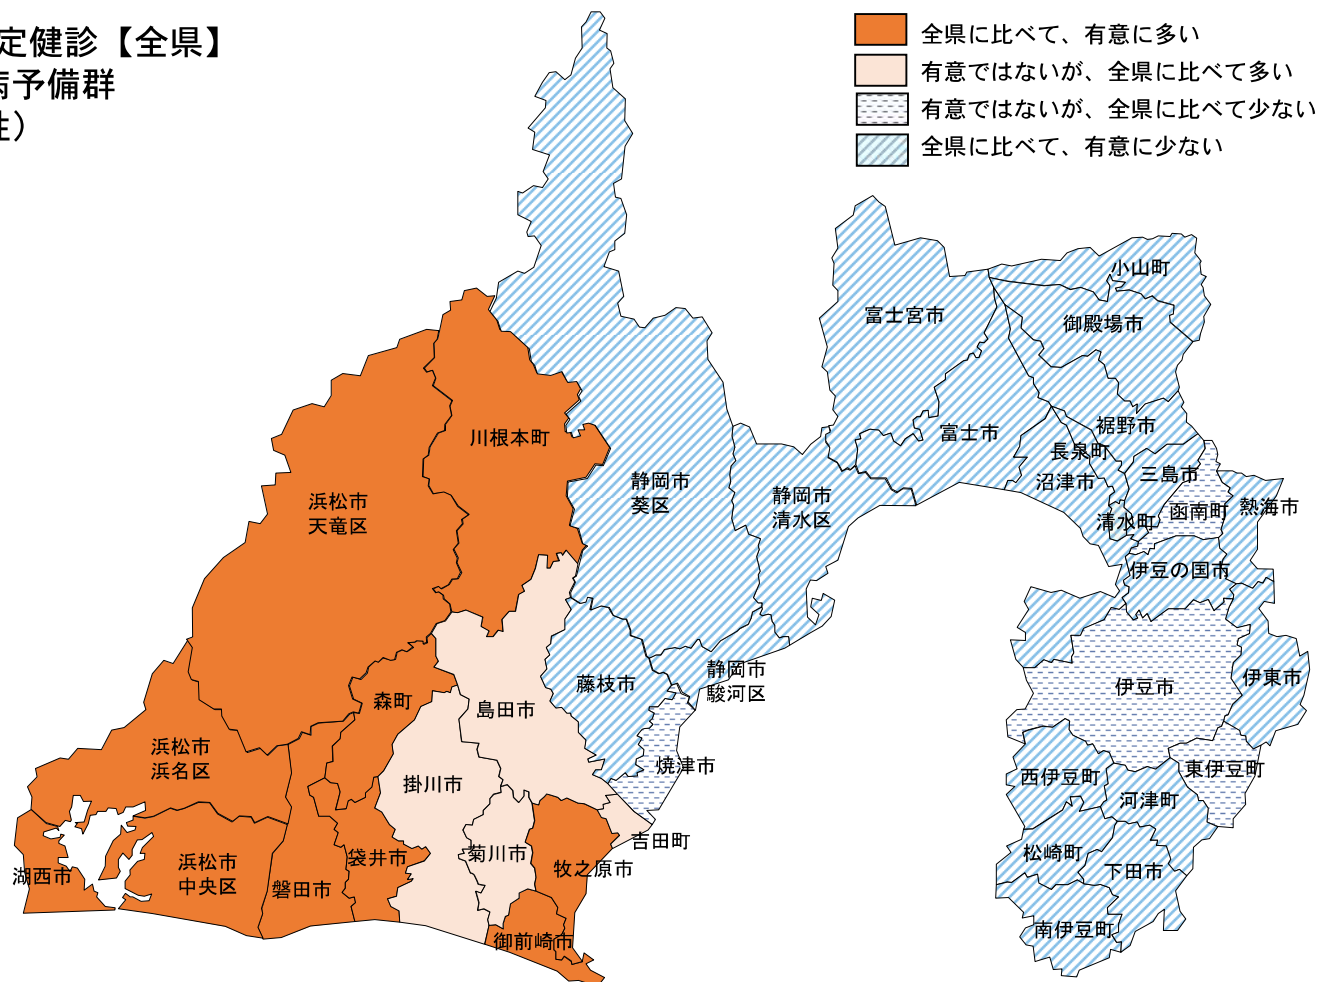 定健診【全県】
病予備群
性）
全県に比べて、有意に多い
有意ではないが、全県に比べて多い
有意ではないが、全県に比べて少ない
全県に比べて、有意に少ない
小山町
富士宮市
御殿場市
裾野市
富士市
川根本町
長泉町
三島市
沼津市
静岡市
葵区
静岡市
清水区
浜松市
天竜区
函南町
熱海市
清水町
伊豆の国市
静岡市
駿河区
藤枝市
伊豆市
伊東市
森町
島田市
浜松市
浜名区
焼津市
西伊豆町
東伊豆町
掛川市
河津町
吉田町
菊川市
松崎町
袋井市
牧之原市
下田市
浜松市
中央区
湖西市
磐田市
御前崎市
南伊豆町